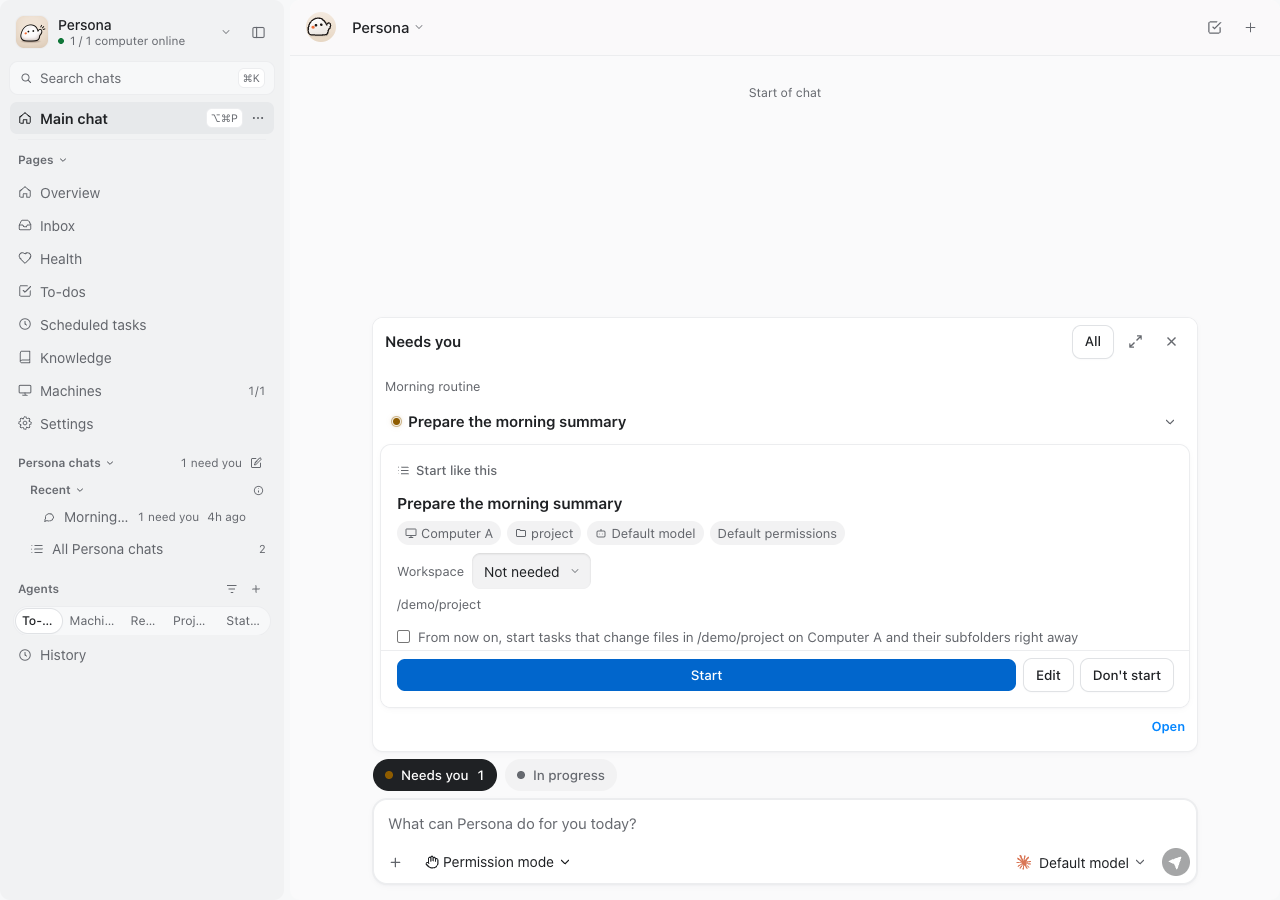 Persona
1 / 1 computer online
Search chats
⌘K
Main chat
⌥⌘P
Pages
Overview
Inbox
Health
To-dos
Scheduled tasks
Knowledge
Machines 1/1
Settings
Persona chats 1 need you
Recent
Morning... 1 need you 4h ago
All Persona chats 2
Agents
To-... Machi... Re... Proj... Stat...
History
Persona
Start of chat
Needs you
All
Morning routine
Prepare the morning summary
Start like this
Prepare the morning summary
Computer A project Default model Default permissions
Workspace Not needed
/demo/project
From now on, start tasks that change files in /demo/project on Computer A and their subfolders right away
Start Edit Don't start
Open
Needs you 1 In progress
What can Persona do for you today?
Permission mode Default model